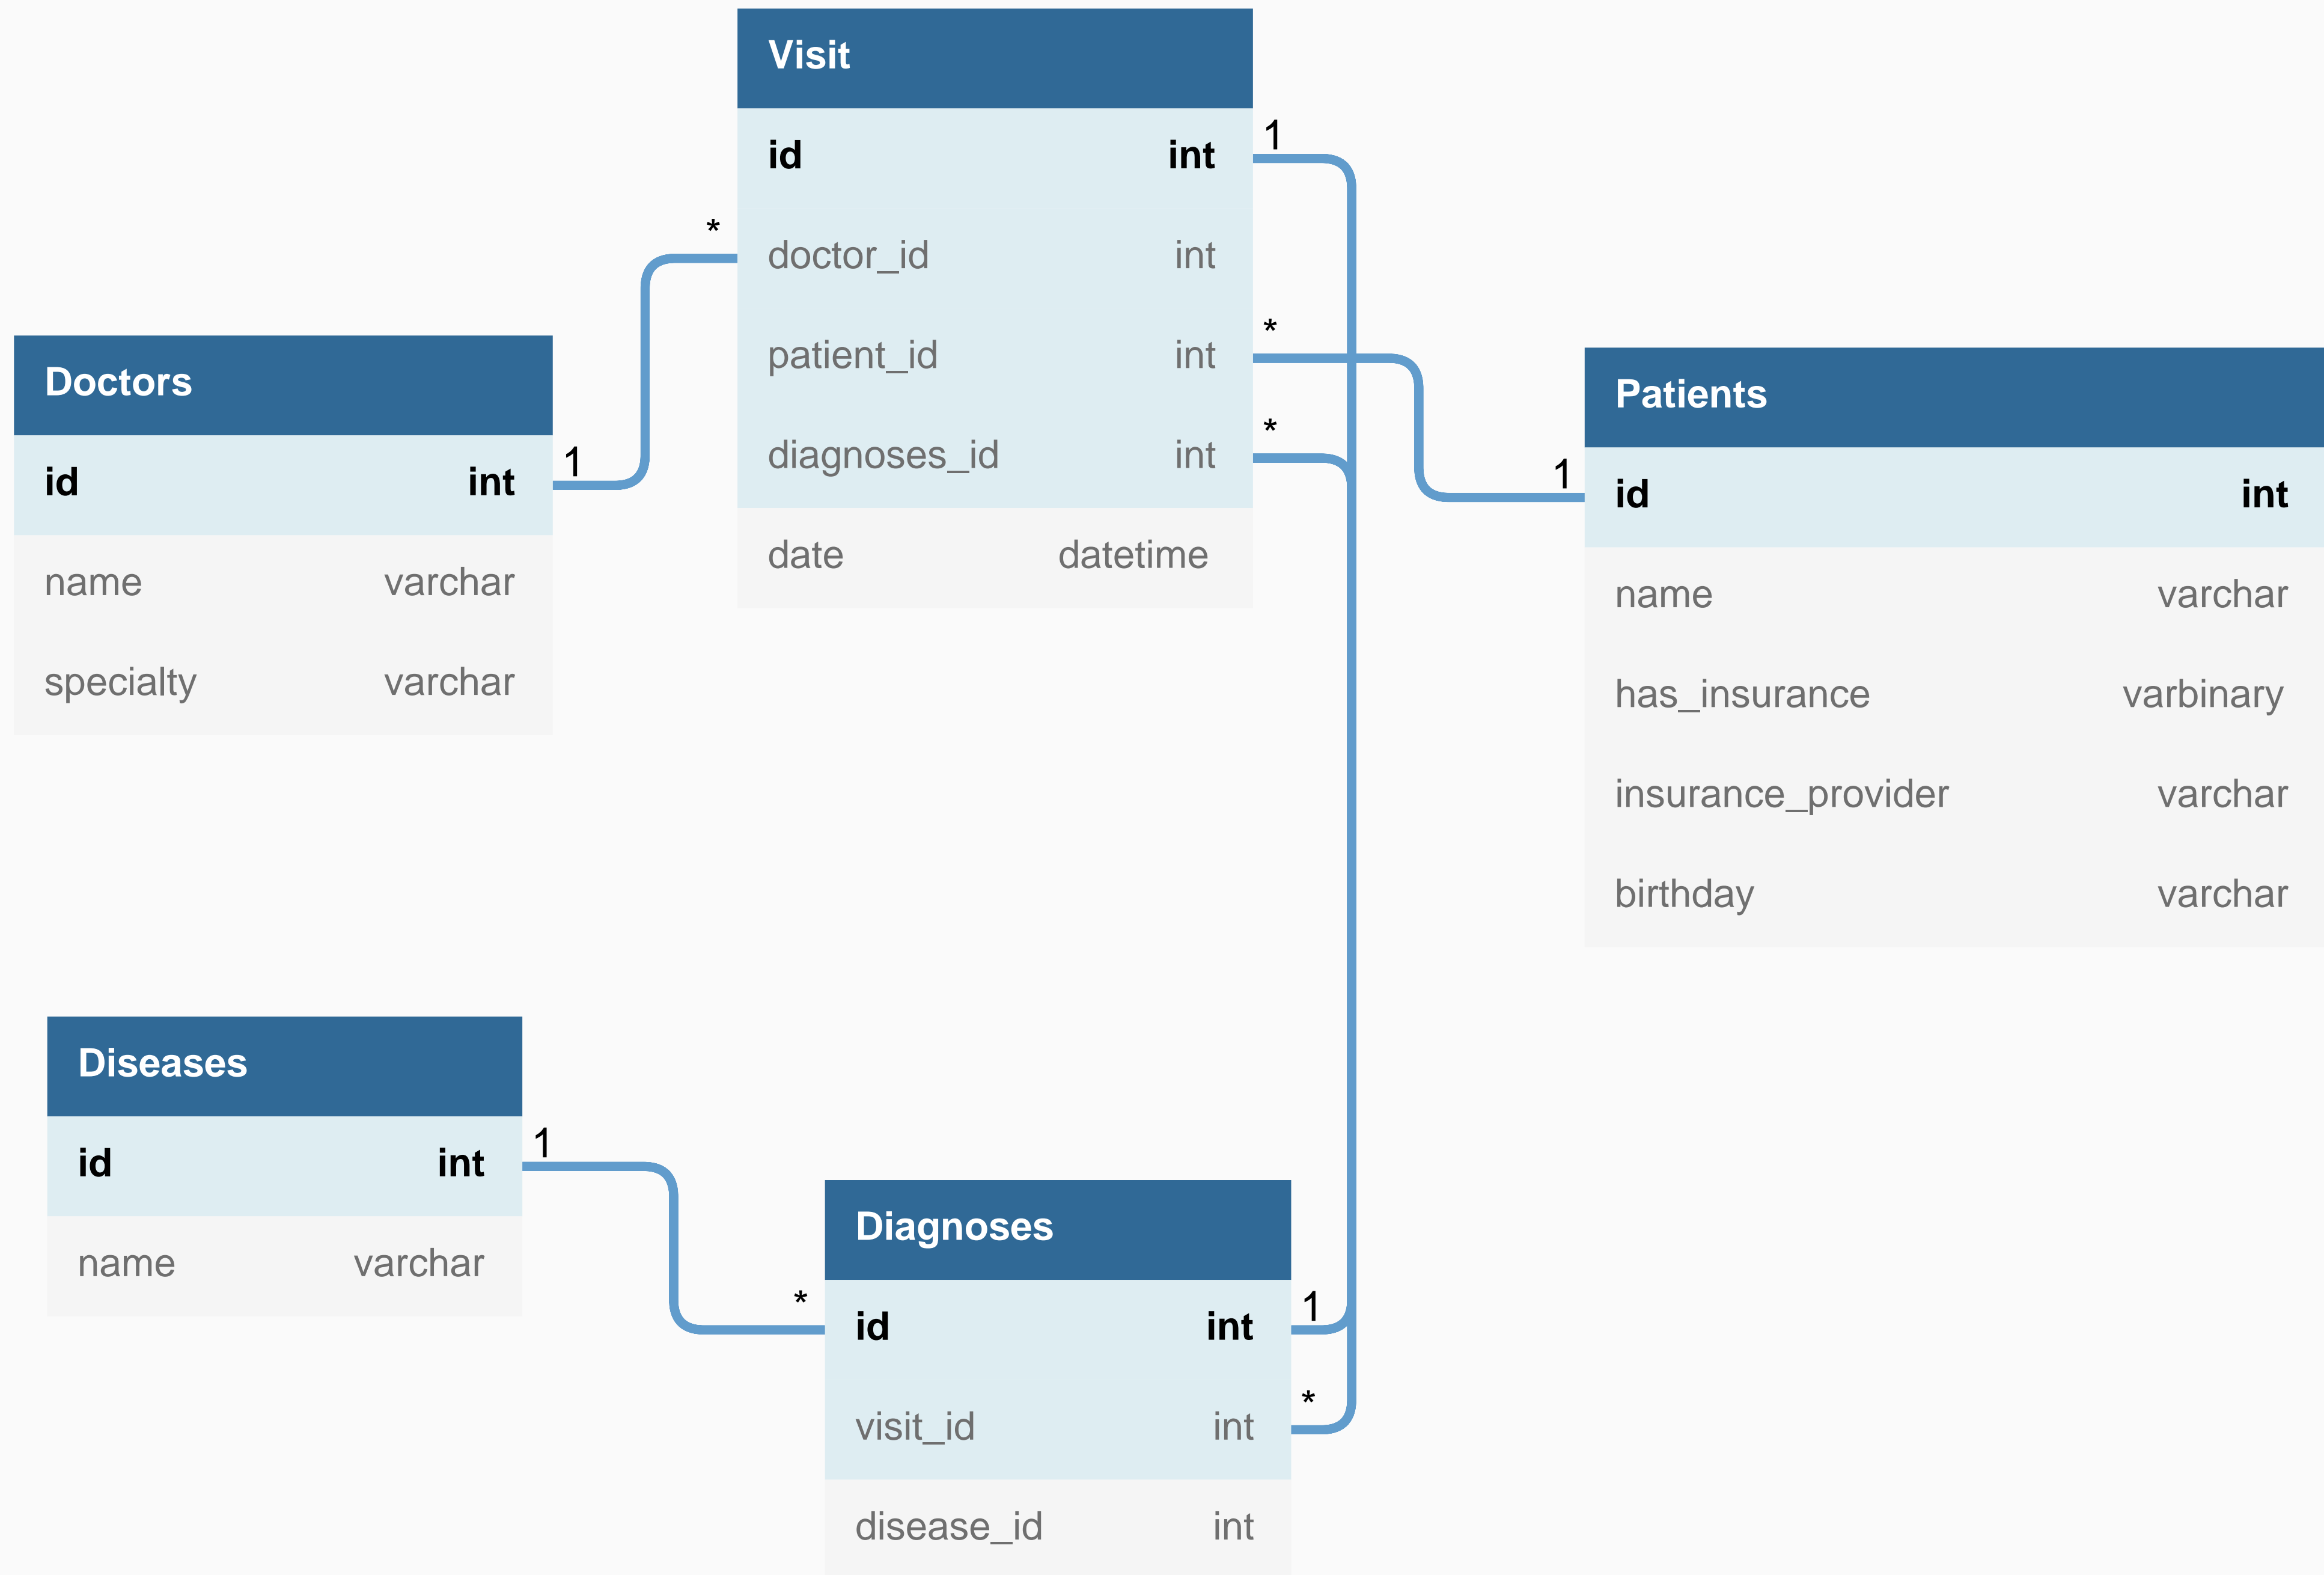 Visit
id int
doctor_id int
patient_id int
diagnoses_id int
date datetime
1
*
*
*
Doctors
id int
name varchar
specialty varchar
1
Patients
id int
name varchar
has_insurance varbinary
insurance_provider varchar
birthday varchar
1
Diseases
id int
name varchar
1
Diagnoses
id int
visit_id int
disease_id int
*
1
*